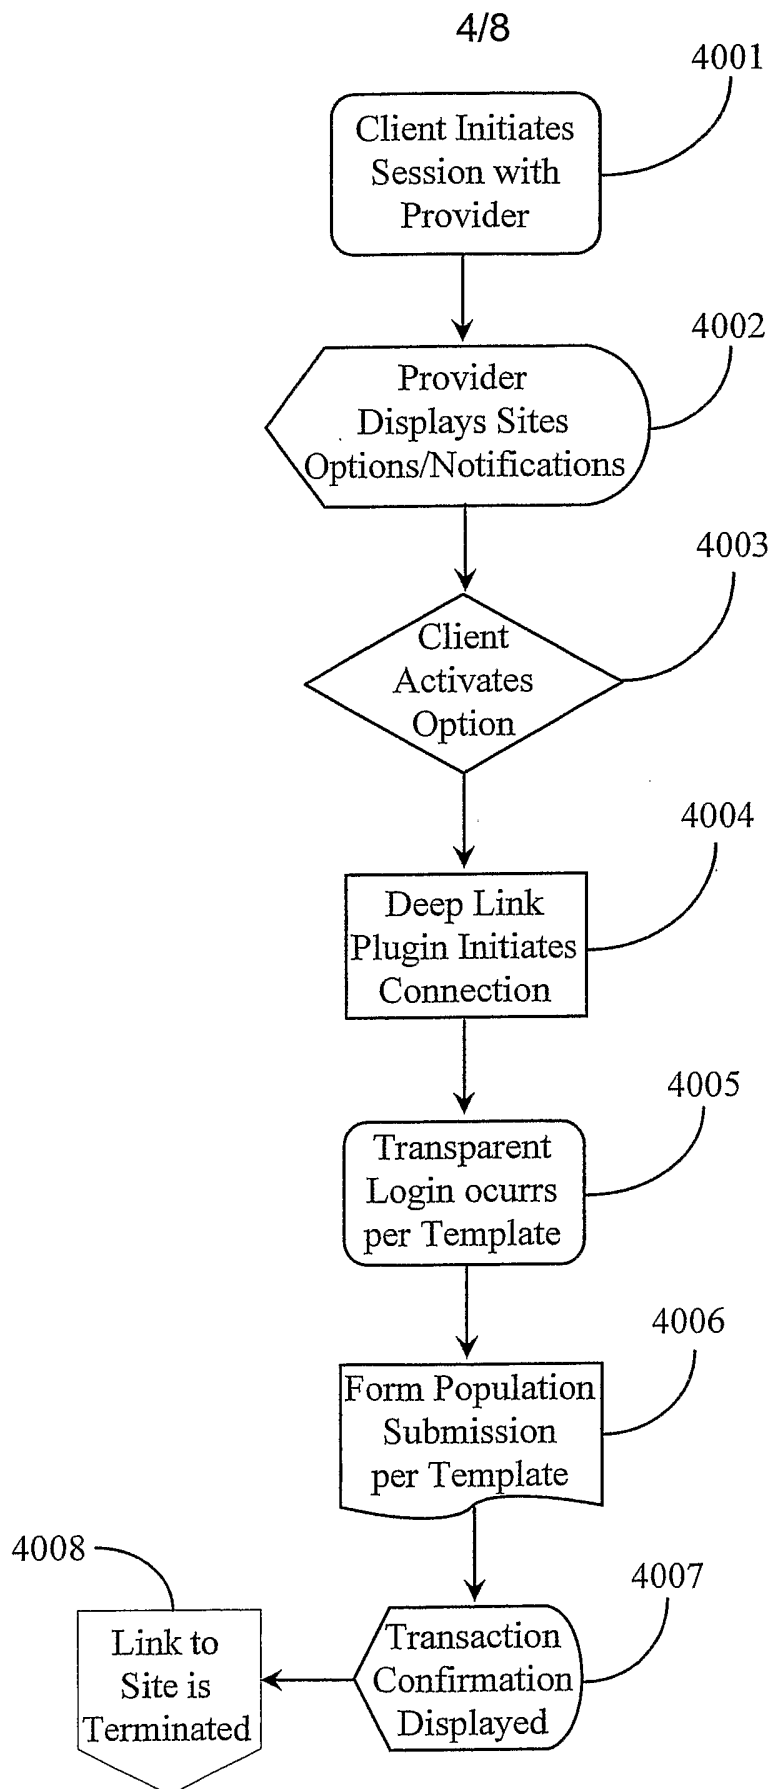 4/8
4001
Client Initiates
Session with
Provider
4002
Provider
Displays Sites
Options/Notifications
4003
Client
Activates
Option
4004
Deep Link
Plugin Initiates
Connection
4005
Transparent
Login ocurrs
per Template
4006
Form Population
Submission
per Template
4007
Transaction
Confirmation
Displayed
4008
Link to
Site is
Terminated